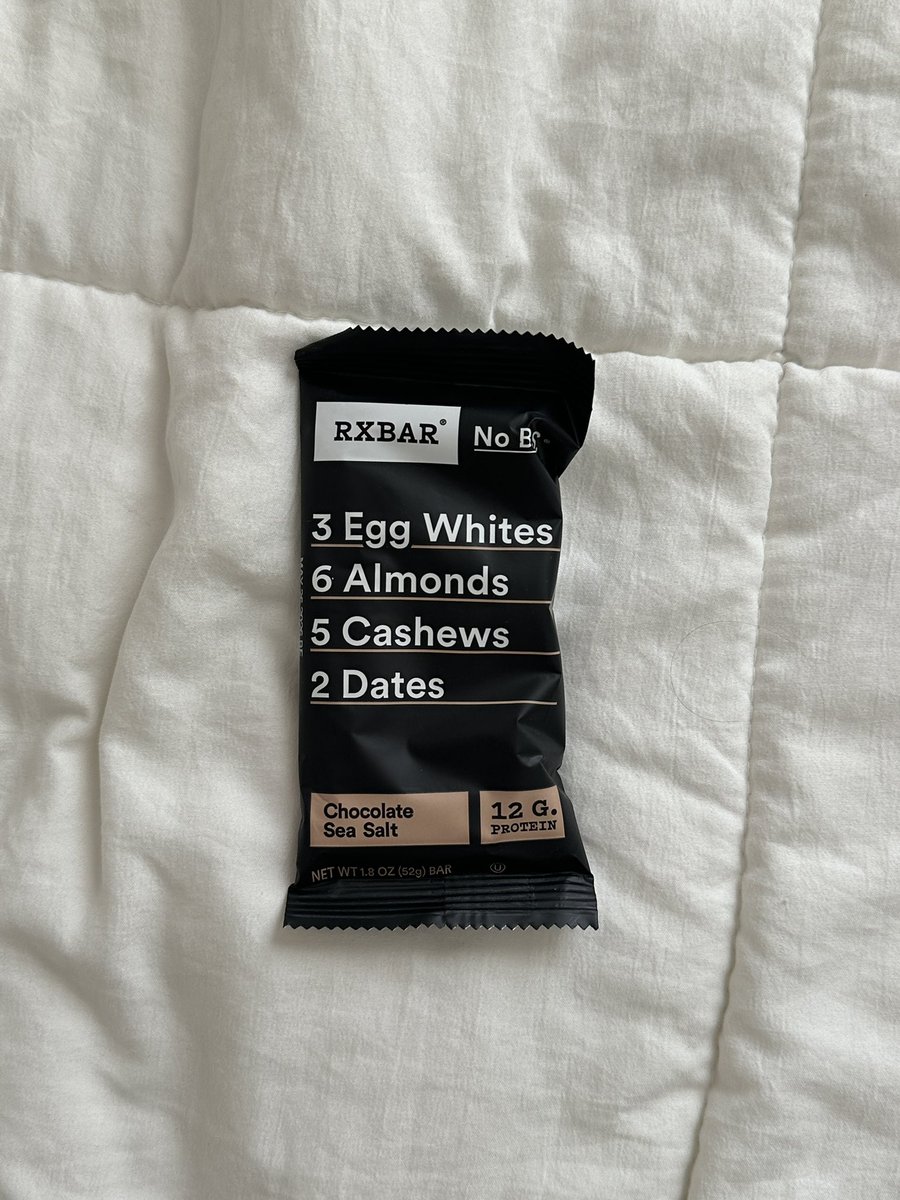 RXBAR®
No B
3 Egg Whites
6 Almonds
5 Cashews
2 Dates
Chocolate
Sea Salt
12 G.
PROTEIN
NET WT 1.8 OZ (52g) BAR
U